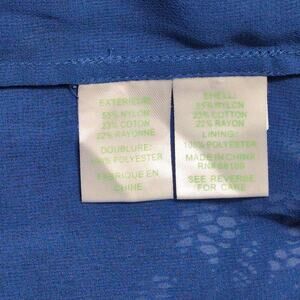 EXTERIEUR:
55% NYLON
23% COTON
22% RAYONNE
DOUBLURE:
100% POLYESTER
FABRIQUE EN
CHINE
SHELL:
55% NYLON
23% COTTON
22% RAYON
LINING:
100% POLYESTER
MADE IN CHINA
SEE REVERSE
FOR CARE